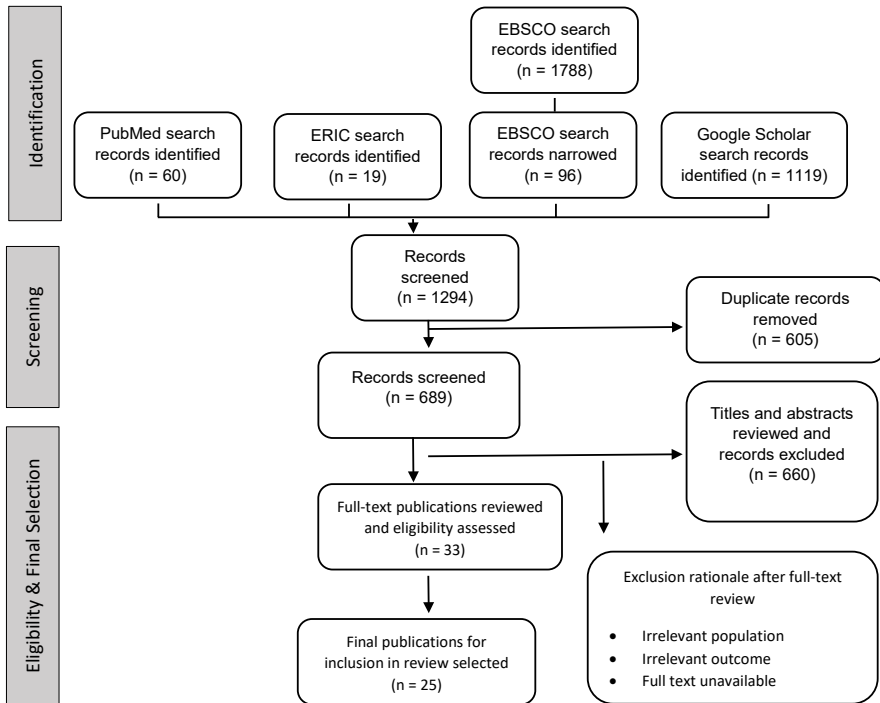 Identification
EBSCO search
records identified
(n = 1788)
PubMed search
records identified
(n = 60)
ERIC search
records identified
(n = 19)
EBSCO search
records narrowed
(n = 96)
Google Scholar
search records
identified (n = 1119)
Screening
Records
screened
(n = 1294)
Duplicate records
removed
(n = 605)
Records screened
(n = 689)
Eligibility & Final Selection
Titles and abstracts
reviewed and
records excluded
(n = 660)
Full-text publications reviewed
and eligibility assessed
(n = 33)
Exclusion rationale after full-text
review
• Irrelevant population
• Irrelevant outcome
• Full text unavailable
Final publications for
inclusion in review selected
(n = 25)